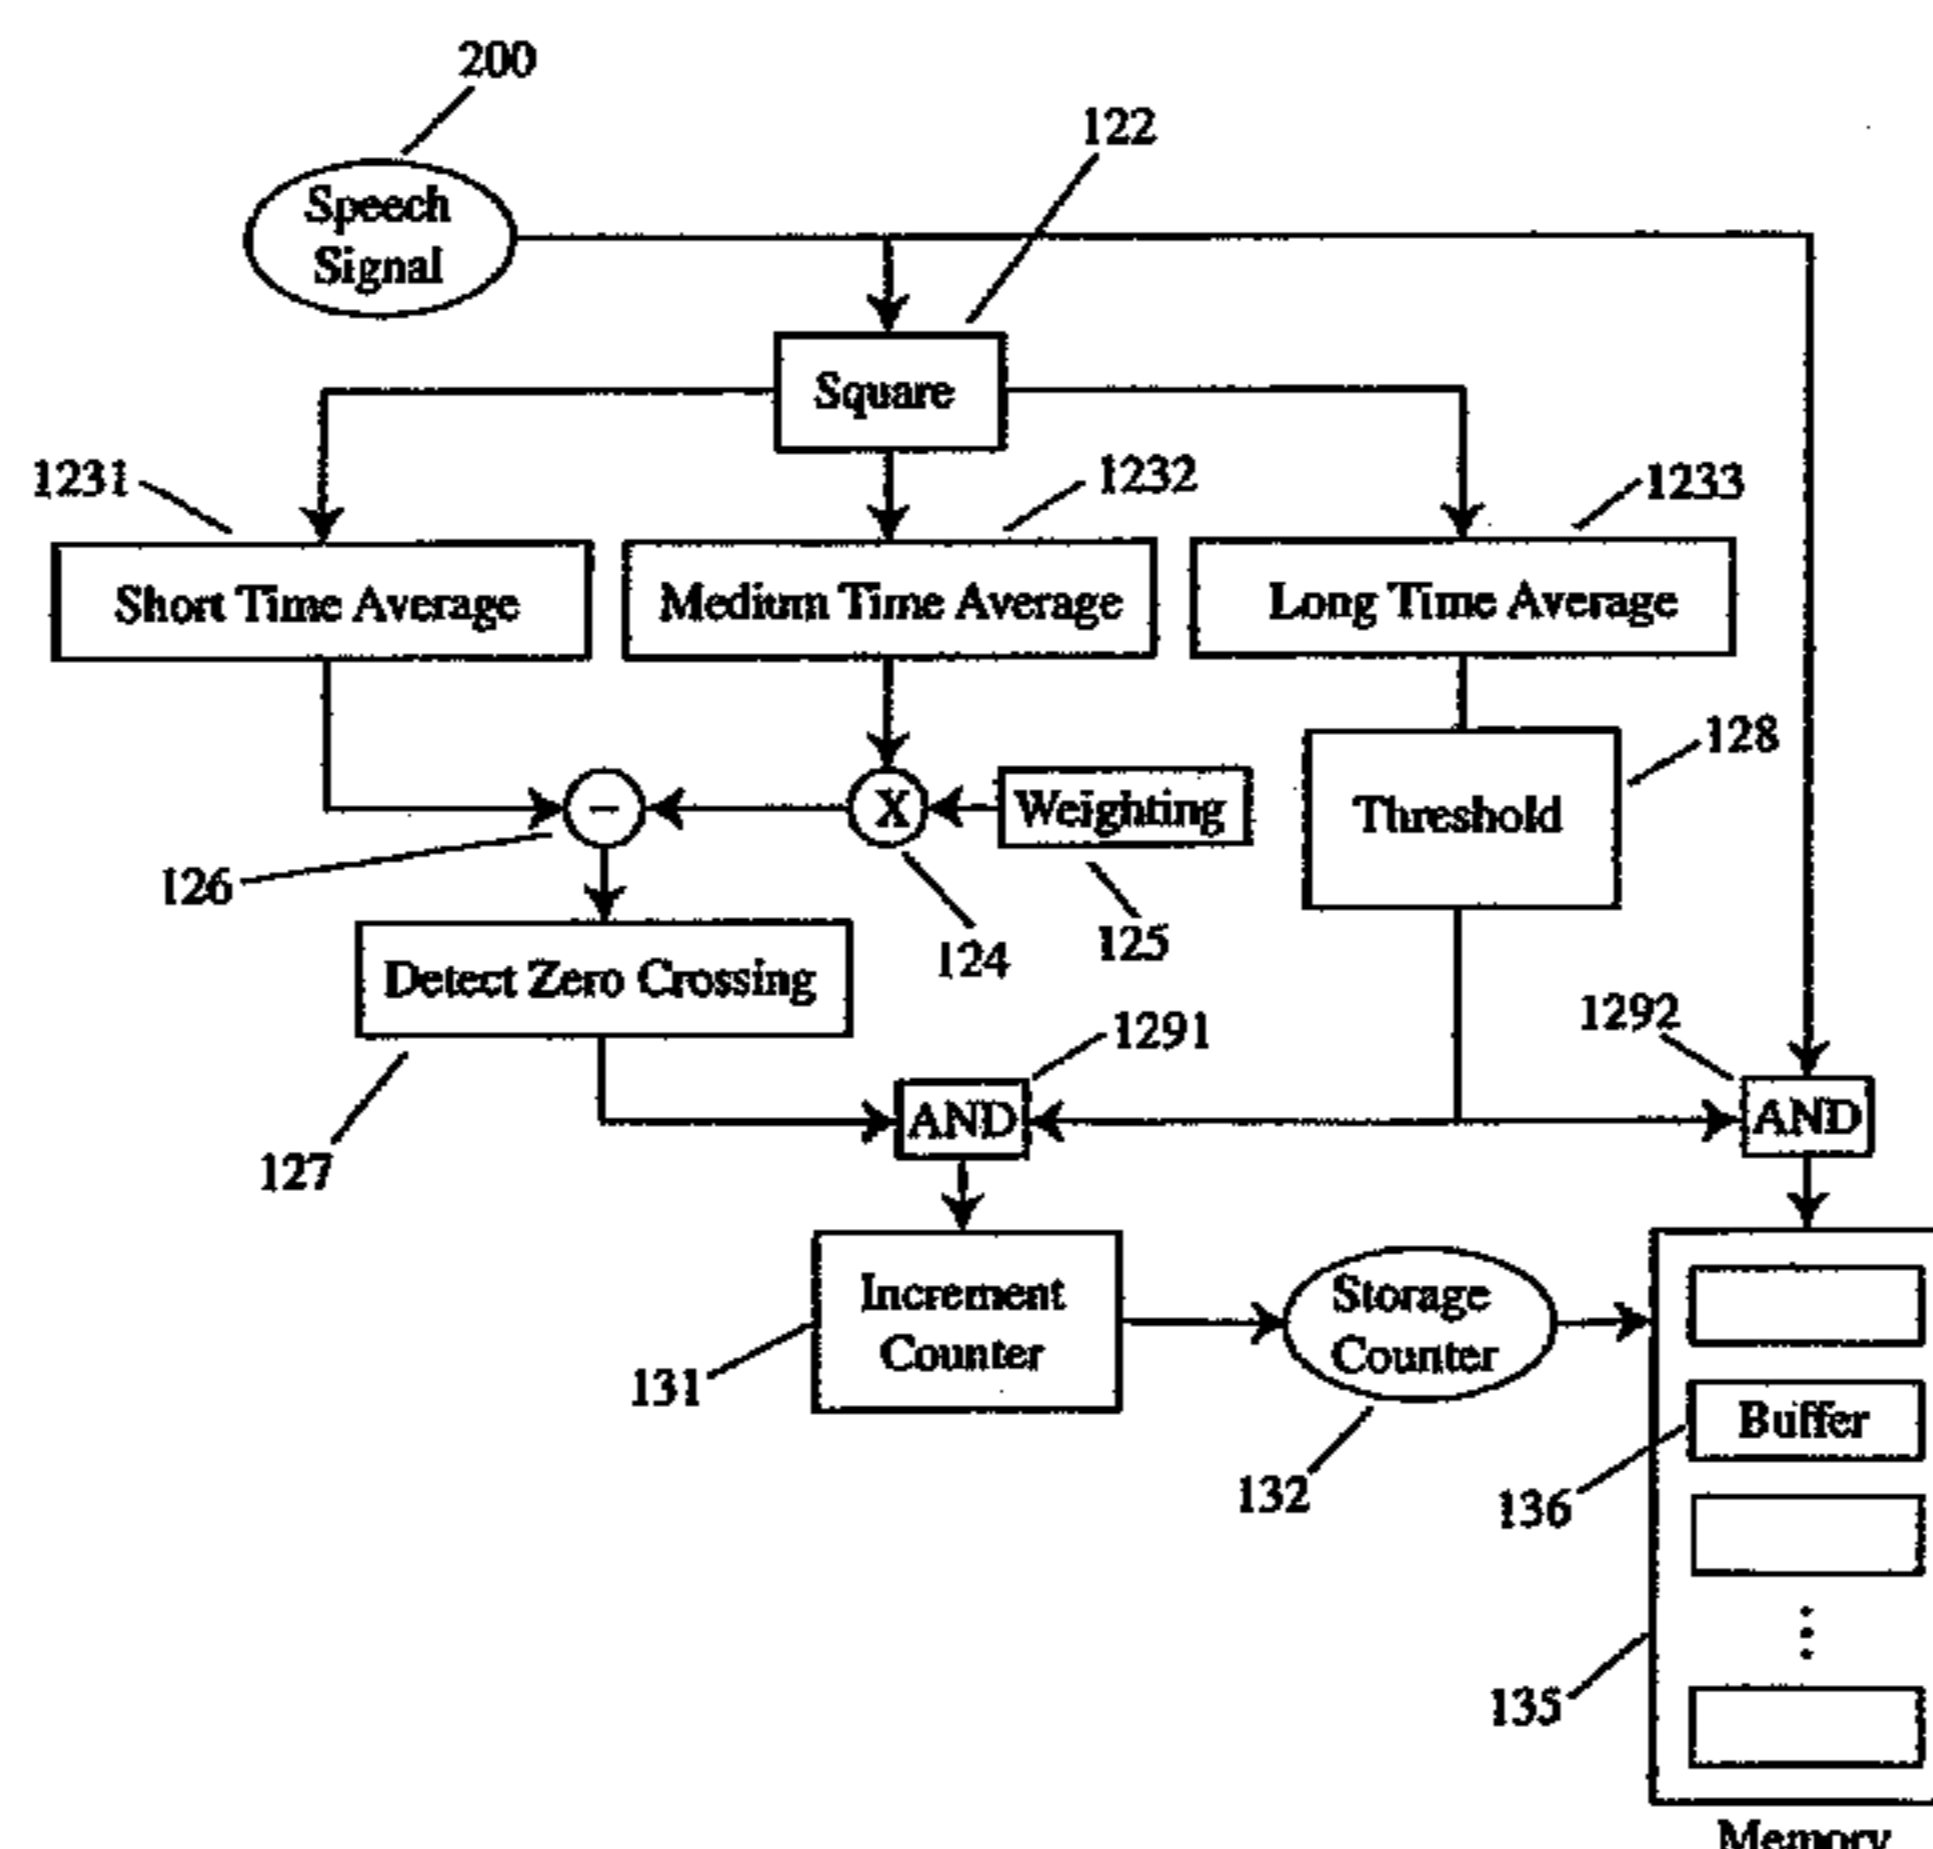 200
122
Speech
Signal
Square
1231
1232
1233
Short Time Average
Medium Time Average
Long Time Average
128
–
X
Weighting
Threshold
126
124
125
Detect Zero Crossing
1291
1292
AND
AND
127
Increment
Counter
Storage
Counter
131
Buffer
132
136
135
Memory